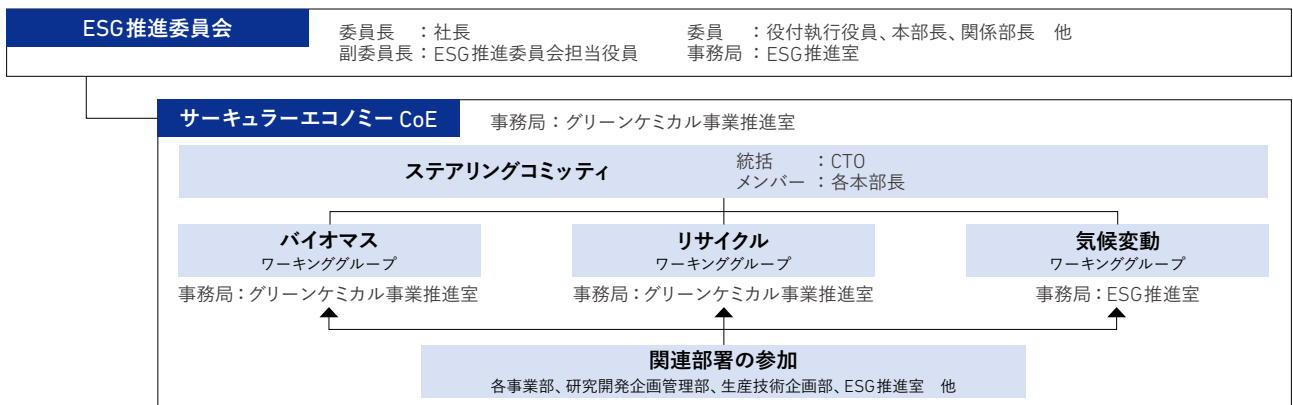 ESG推進委員会
委員長　：社長
副委員長：ESG推進委員会担当役員
委員　：役付執行役員、本部長、関係部長　他
事務局：ESG推進室
サーキュラーエコノミー CoE
事務局：グリーンケミカル事業推進室
ステアリングコミッティ
統括　　：CTO
メンバー：各本部長
バイオマス
ワーキンググループ
事務局：グリーンケミカル事業推進室
リサイクル
ワーキンググループ
事務局：グリーンケミカル事業推進室
気候変動
ワーキンググループ
事務局：ESG推進室
関連部署の参加
各事業部、研究開発企画管理部、生産技術企画部、ESG推進室　他